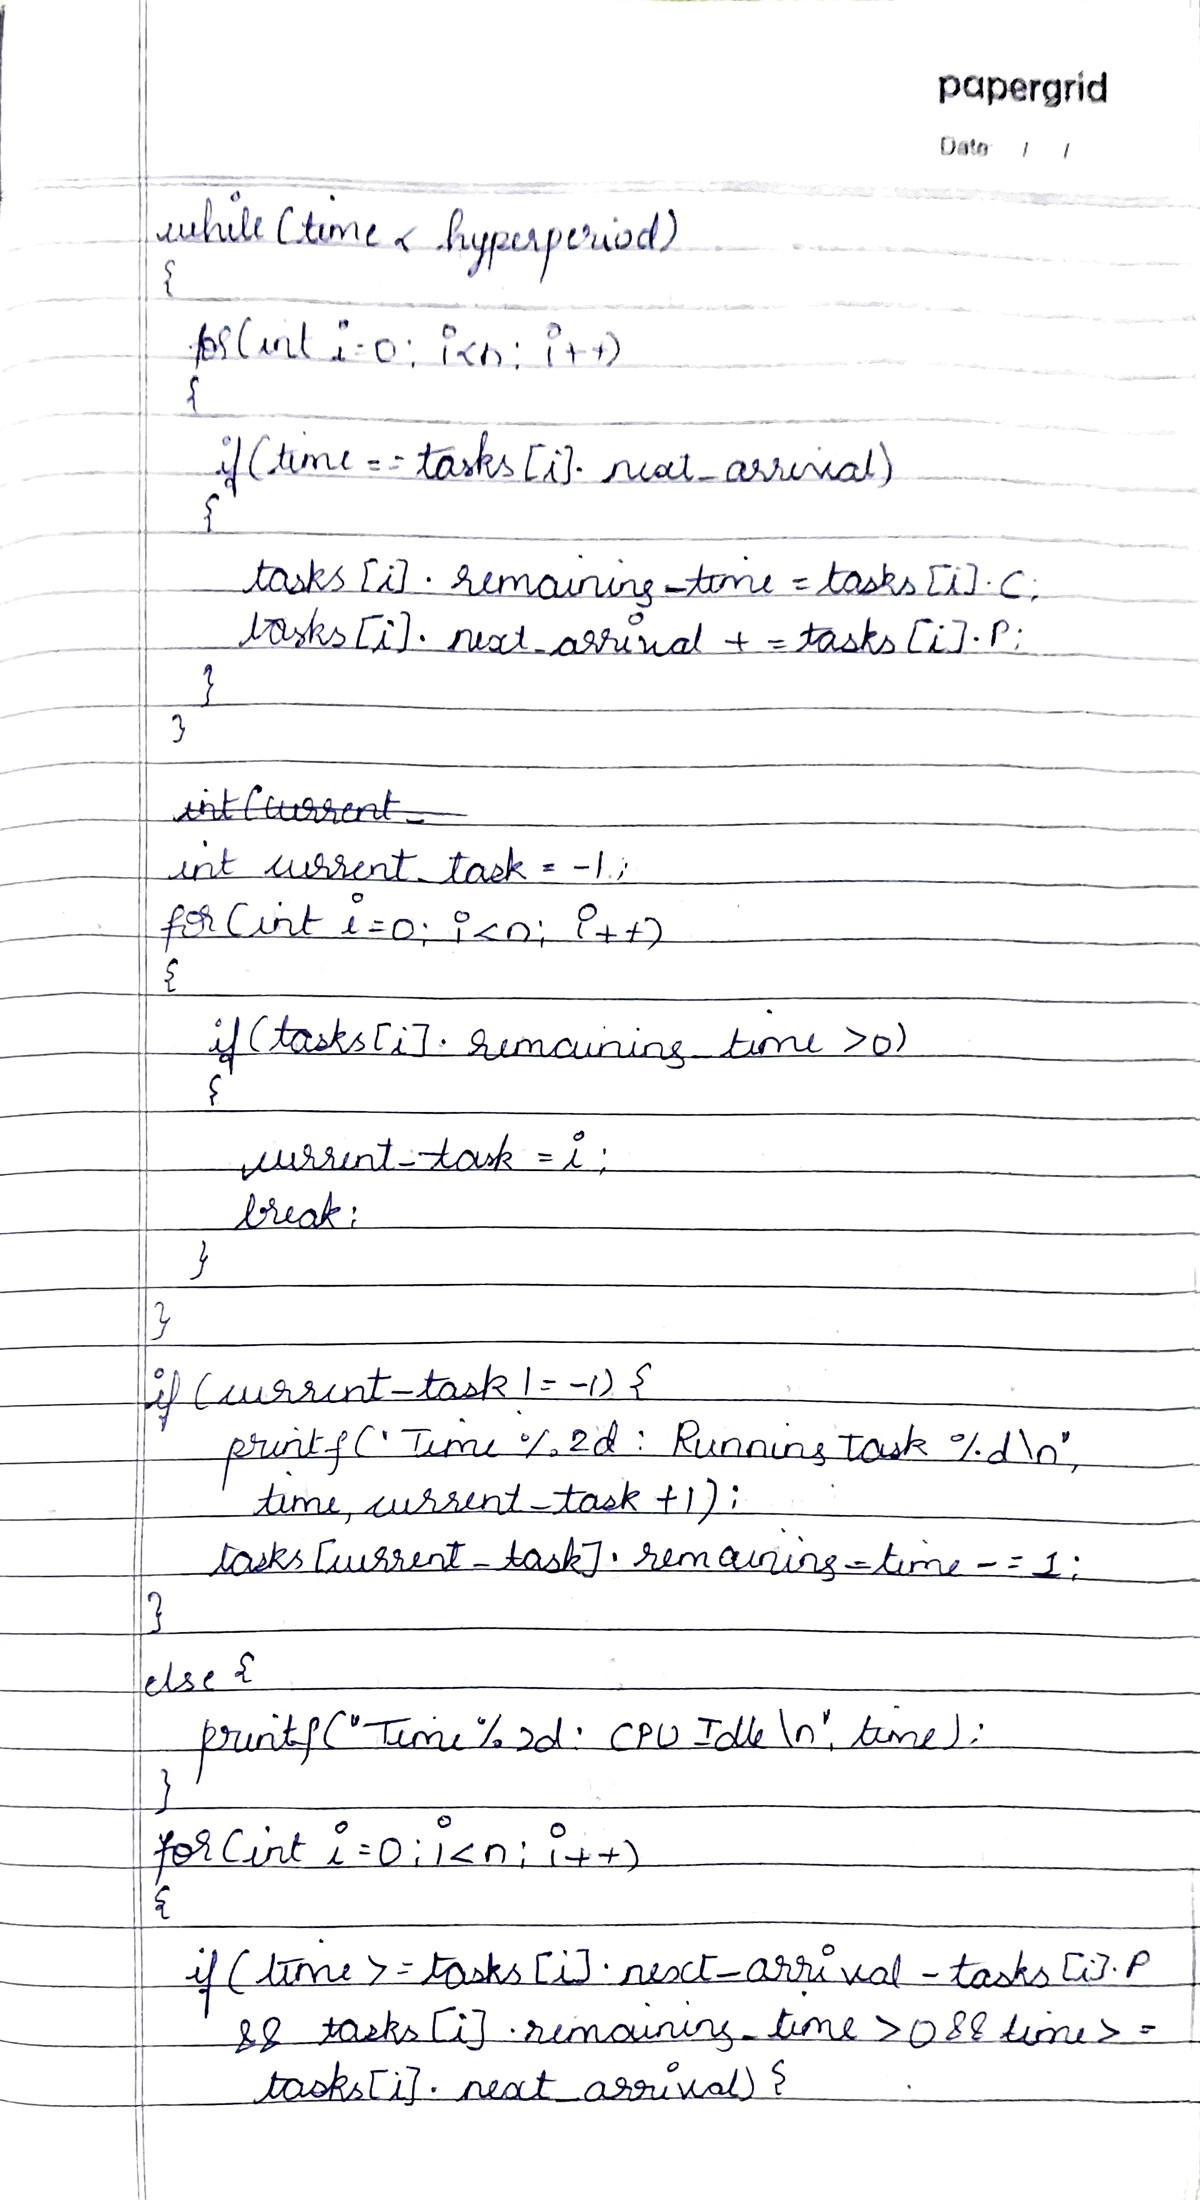 papergrid
Date / /
while(time < hyperperiod)
{
for(int i=0; i<n; i++)
{
if(time == tasks[i].next_arrival)
{
tasks[i].remaining_time = tasks[i].C;
tasks[i].next_arrival += tasks[i].P;
}
}
int(current_
int current_task = -1;
for(int i=0; i<n; i++)
{
if(tasks[i].remaining_time >0)
{
current_task = i;
break;
}
}
if(current_task != -1) {
printf("Time %2d: Running Task %d\n",
time, current_task +1);
tasks[current_task].remaining_time -= 1;
}
else {
printf("Time %2d: CPU Idle\n", time);
}
for(int i=0; i<n; i++)
{
if(time >= tasks[i].next_arrival - tasks[i].P
&& tasks[i].remaining_time >0 && time >=
tasks[i].next_arrival) {